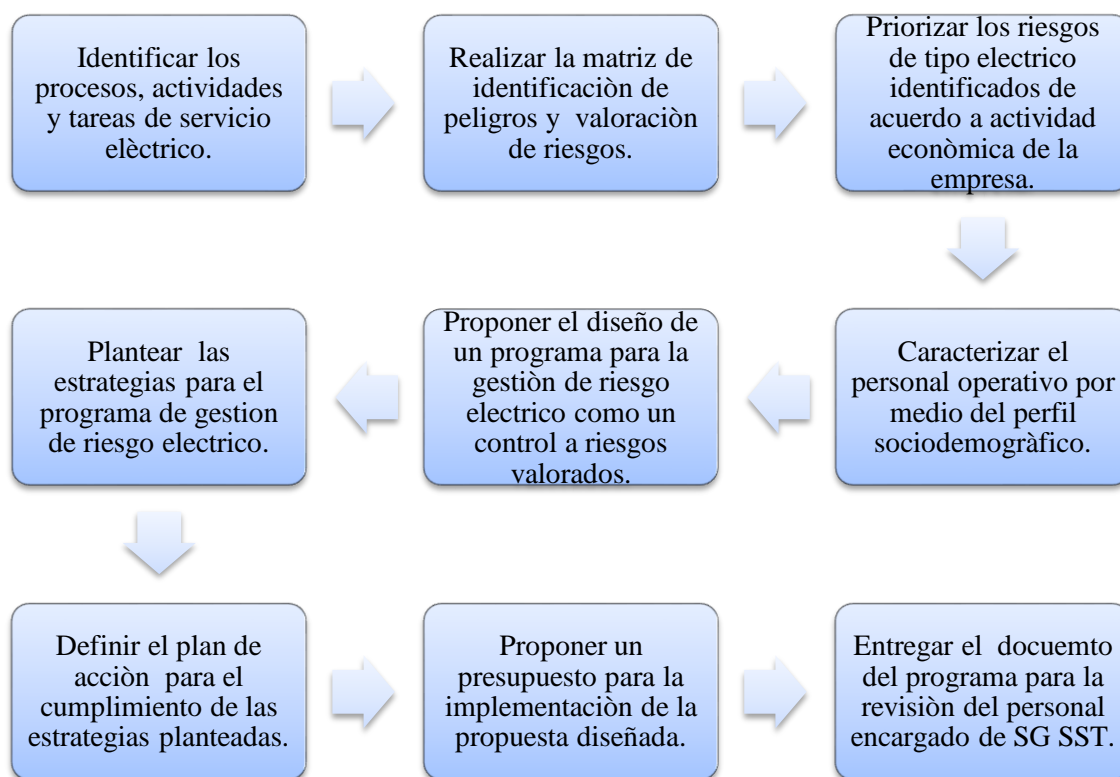 Identificar los
procesos, actividades
y tareas de servicio
elèctrico.
Realizar la matriz de
identificaciòn de
peligros y valoraciòn
de riesgos.
Priorizar los riesgos
de tipo electrico
identificados de
acuerdo a actividad
econòmica de la
empresa.
Caracterizar el
personal operativo por
medio del perfil
sociodemogràfico.
Proponer el diseño de
un programa para la
gestiòn de riesgo
electrico como un
control a riesgos
valorados.
Plantear las
estrategias para el
programa de gestion
de riesgo electrico.
Definir el plan de
acciòn para el
cumplimiento de las
estrategias planteadas.
Proponer un
presupuesto para la
implementaciòn de la
propuesta diseñada.
Entregar el docuemto
del programa para la
revisiòn del personal
encargado de SG SST.